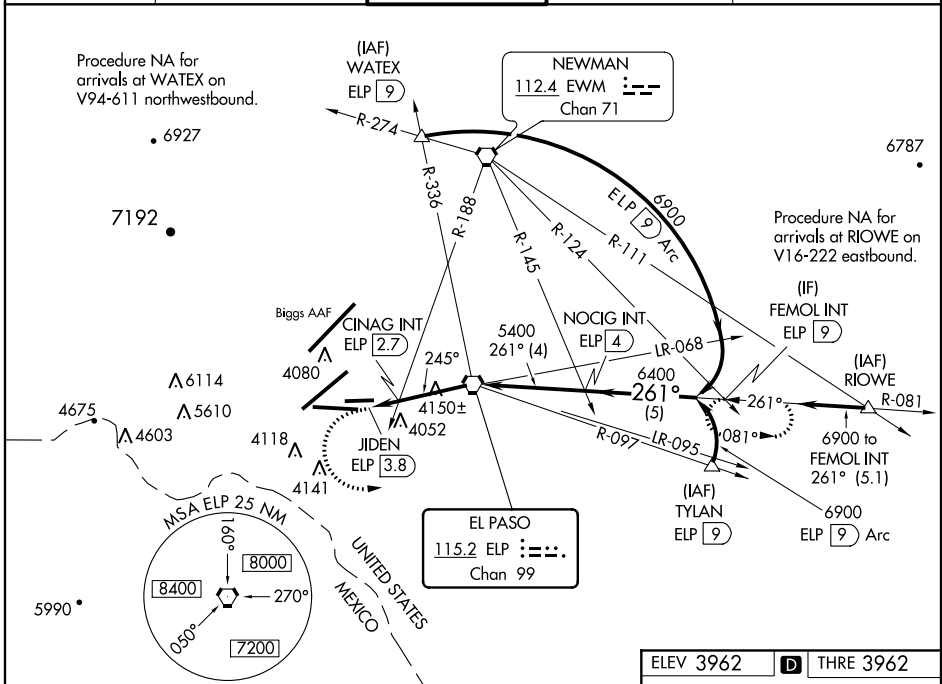 Procedure NA for
arrivals at WATEX on
V94-611 northwestbound.
(IAF)
WATEX
ELP 9
NEWMAN
112.4 EWM
Chan 71
R-274
6927
6787
7192
R-336
R-188
R-145
R-124
R-111
6900
ELP 9 Arc
Procedure NA for
arrivals at RIOWE on
V16-222 eastbound.
(IF)
FEMOL INT
ELP 9
Biggs AAF
CINAG INT
ELP 2.7
5400
261° (4)
NOCIG INT
ELP 4
LR-068
(IAF)
RIOWE
R-081
4080
245°
6400
261°
(5)
261°
081°
6114
5610
4150±
4052
4675
4603
4118
4141
JIDEN
ELP 3.8
R-097
LR-095
6900 to
FEMOL INT
261° (5.1)
(IAF)
TYLAN
ELP 9
6900
ELP 9 Arc
MSA ELP 25 NM
160°
8000
8400
270°
050°
7200
5990
UNITED STATES
MEXICO
EL PASO
115.2 ELP
Chan 99
ELEV 3962
D
THRE 3962